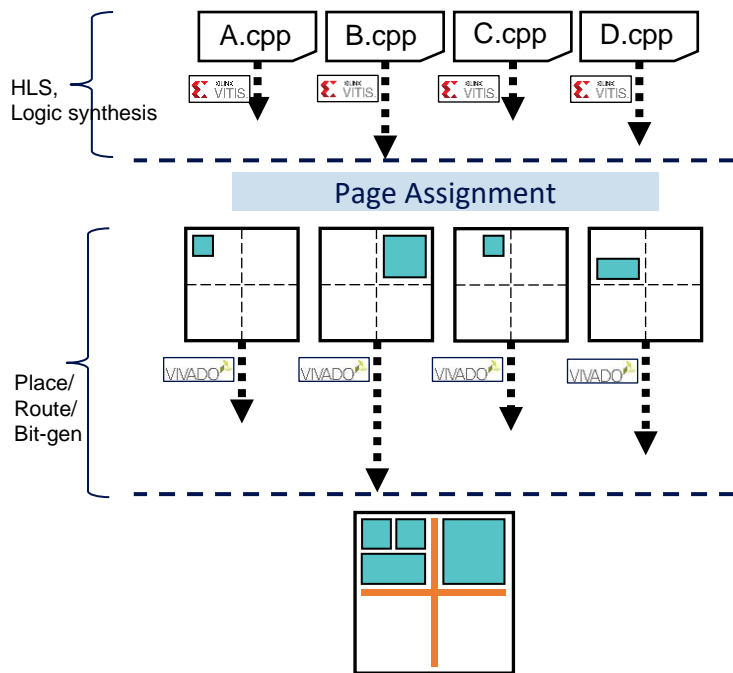 A.cpp
B.cpp
C.cpp
D.cpp
HLS,
Logic synthesis
XILINX
VITIS.
XILINX
VITIS.
XILINX
VITIS.
XILINX
VITIS.
Page Assignment
VIVADO
VIVADO
VIVADO
VIVADO
Place/
Route/
Bit-gen